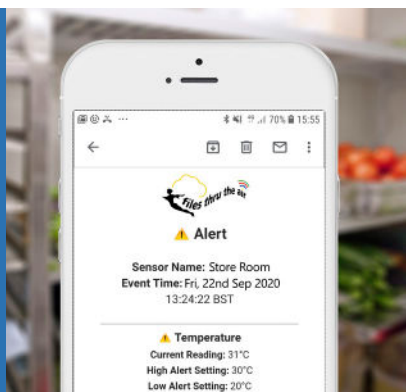 70% 15:55
files thru the air
Alert
Sensor Name: Store Room
Event Time: Fri, 22nd Sep 2020
13:24:22 BST
Temperature
Current Reading: 31°C
High Alert Setting: 30°C
Low Alert Setting: 20°C